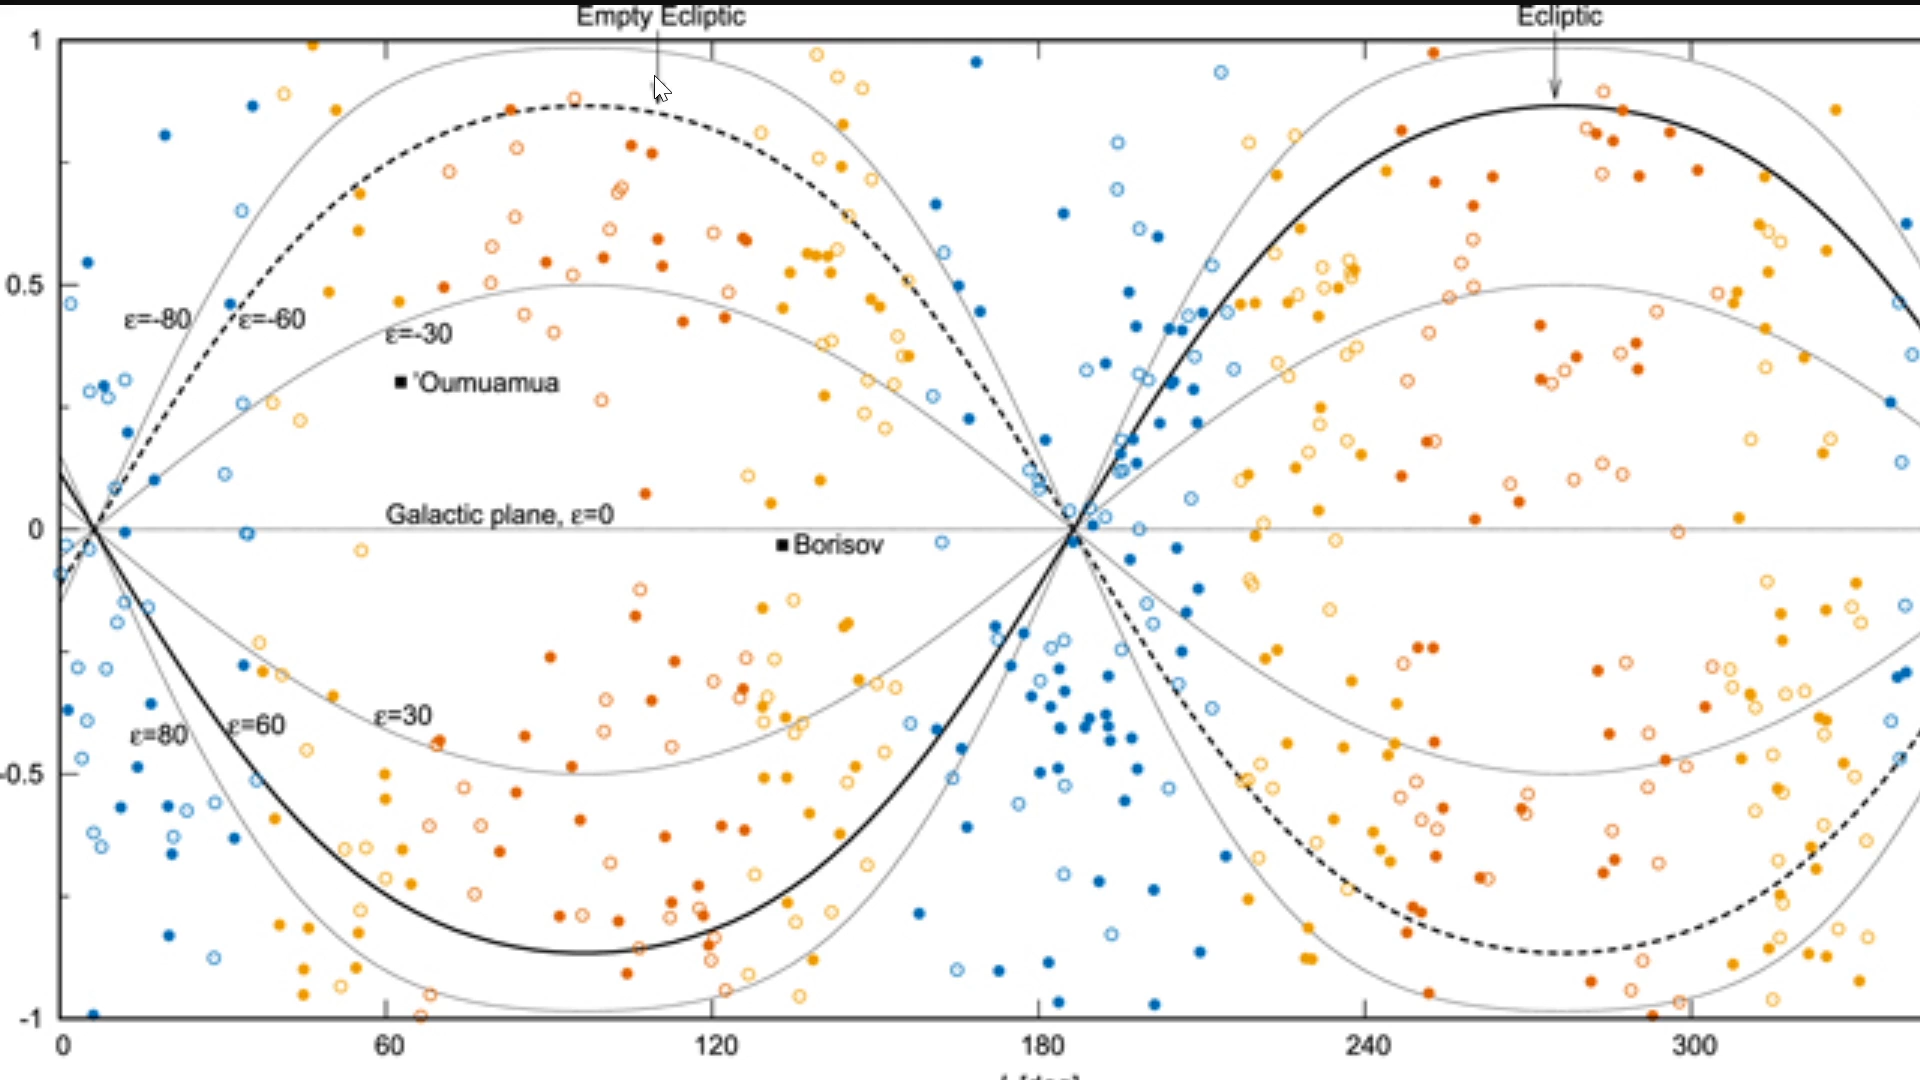 Empty Ecliptic
Ecliptic
1
0.5
ε=-80
ε=-60
ε=-30
'Oumuamua
Galactic plane, ε=0
0
Borisov
ε=30
ε=60
ε=80
-0.5
-1
0 60 120 180 240 300